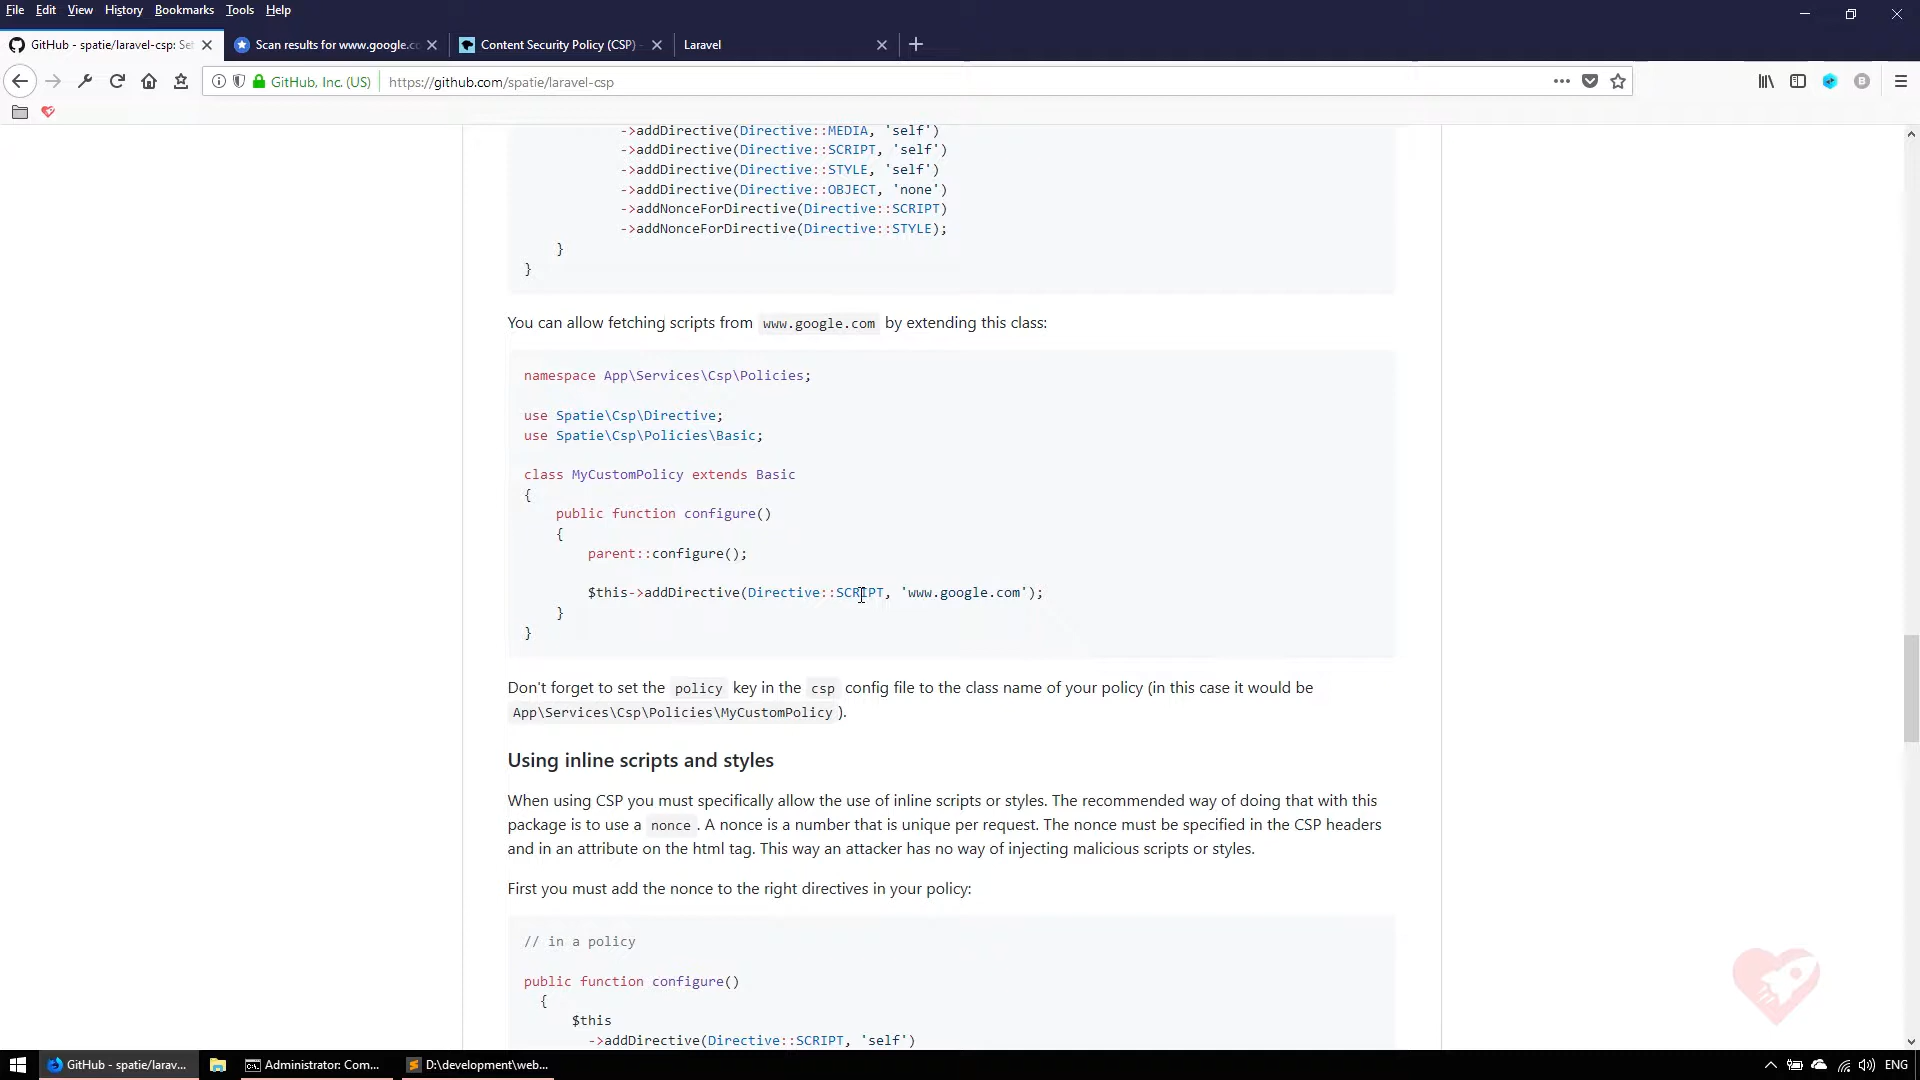 File Edit View History Bookmarks Tools Help
GitHub - spatie/laravel-csp: Set
Scan results for www.google.co
Content Security Policy (CSP) -
Laravel
GitHub, Inc. (US)
https://github.com/spatie/laravel-csp
->addDirective(Directive::MEDIA, 'self')
->addDirective(Directive::SCRIPT, 'self')
->addDirective(Directive::STYLE, 'self')
->addDirective(Directive::OBJECT, 'none')
->addNonceForDirective(Directive::SCRIPT)
->addNonceForDirective(Directive::STYLE);
}
}
You can allow fetching scripts from www.google.com by extending this class:
namespace App\Services\Csp\Policies;
use Spatie\Csp\Directive;
use Spatie\Csp\Policies\Basic;
class MyCustomPolicy extends Basic
{
public function configure()
{
parent::configure();
$this->addDirective(Directive::SCRIPT, 'www.google.com');
}
}
Don't forget to set the policy key in the csp config file to the class name of your policy (in this case it would be
App\Services\Csp\Policies\MyCustomPolicy ).
Using inline scripts and styles
When using CSP you must specifically allow the use of inline scripts or styles. The recommended way of doing that with this
package is to use a nonce . A nonce is a number that is unique per request. The nonce must be specified in the CSP headers
and in an attribute on the html tag. This way an attacker has no way of injecting malicious scripts or styles.
First you must add the nonce to the right directives in your policy:
// in a policy
public function configure()
{
$this
->addDirective(Directive::SCRIPT, 'self')
GitHub - spatie/larav...
Administrator: Com...
D:\development\web...
ENG